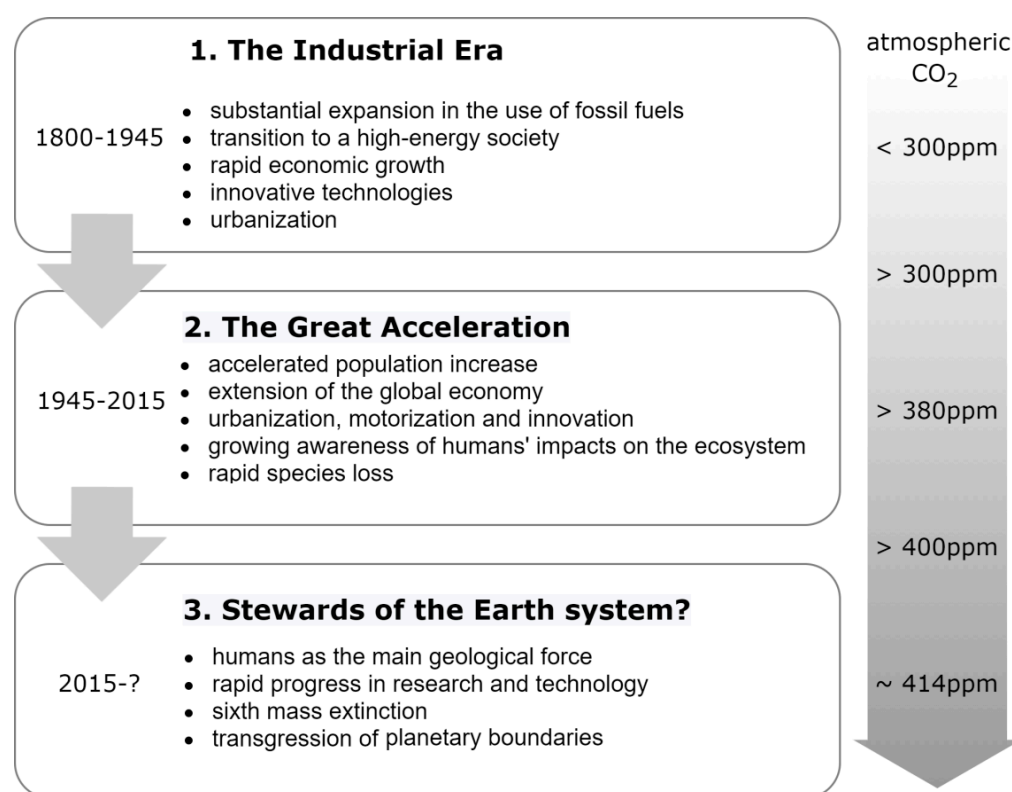 1. The Industrial Era
1800-1945
• substantial expansion in the use of fossil fuels
• transition to a high-energy society
• rapid economic growth
• innovative technologies
• urbanization
2. The Great Acceleration
1945-2015
• accelerated population increase
• extension of the global economy
• urbanization, motorization and innovation
• growing awareness of humans' impacts on the ecosystem
• rapid species loss
3. Stewards of the Earth system?
2015-?
• humans as the main geological force
• rapid progress in research and technology
• sixth mass extinction
• transgression of planetary boundaries
atmospheric
CO₂
< 300ppm
> 300ppm
> 380ppm
> 400ppm
~ 414ppm